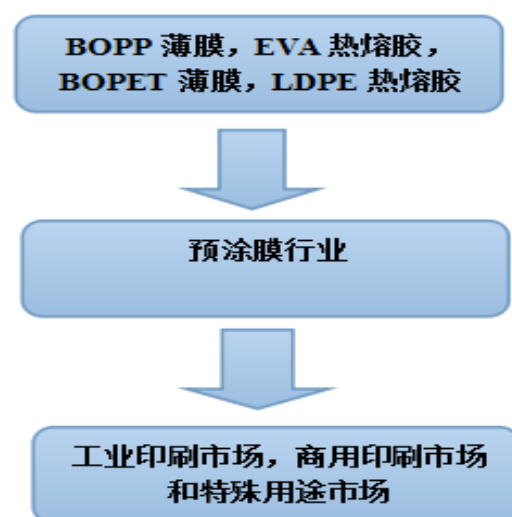 BOPP 薄膜，EVA 热熔胶，
BOPET 薄膜，LDPE 热熔胶
预涂膜行业
工业印刷市场，商用印刷市场
和特殊用途市场